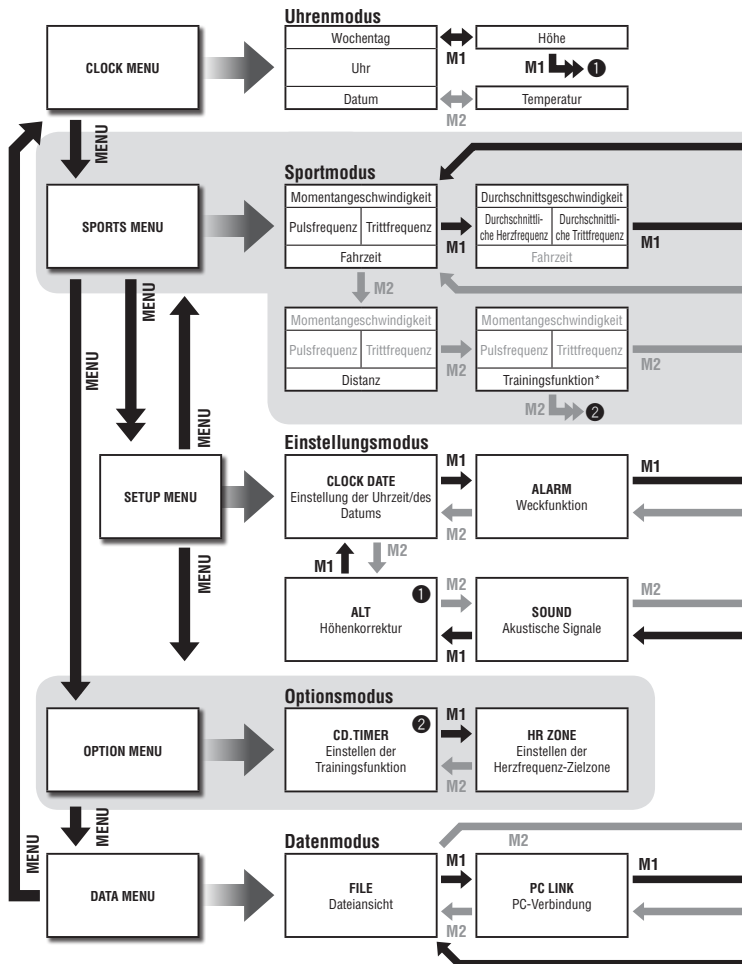 Uhrenmodus
CLOCK MENU
Wochentag
Uhr
Datum
M1
M2
Höhe
M1 ❶
Temperatur
MENU
Sportmodus
SPORTS MENU
Momentangeschwindigkeit
Pulsfrequenz Trittfrequenz
Fahrzeit
M1
Durchschnittsgeschwindigkeit
Durchschnittli-
che Herzfrequenz
Durchschnittli-
che Trittfrequenz
Fahrzeit
M1
M2
Momentangeschwindigkeit
Pulsfrequenz Trittfrequenz
Distanz
M2
Momentangeschwindigkeit
Pulsfrequenz Trittfrequenz
Trainingsfunktion*
M2
M2 ❷
MENU
MENU
MENU
Einstellungsmodus
SETUP MENU
CLOCK DATE
Einstellung der Uhrzeit/des
Datums
M1
M2
ALARM
Weckfunktion
M1
M1
M2
MENU
ALT ❶
Höhenkorrektur
M2
M1
SOUND
Akustische Signale
M2
Optionsmodus
OPTION MENU
CD.TIMER ❷
Einstellen der
Trainingsfunktion
M1
M2
HR ZONE
Einstellen der
Herzfrequenz-Zielzone
MENU
MENU
Datenmodus
DATA MENU
FILE
Dateiansicht
M2
M1
M2
PC LINK
PC-Verbindung
M1